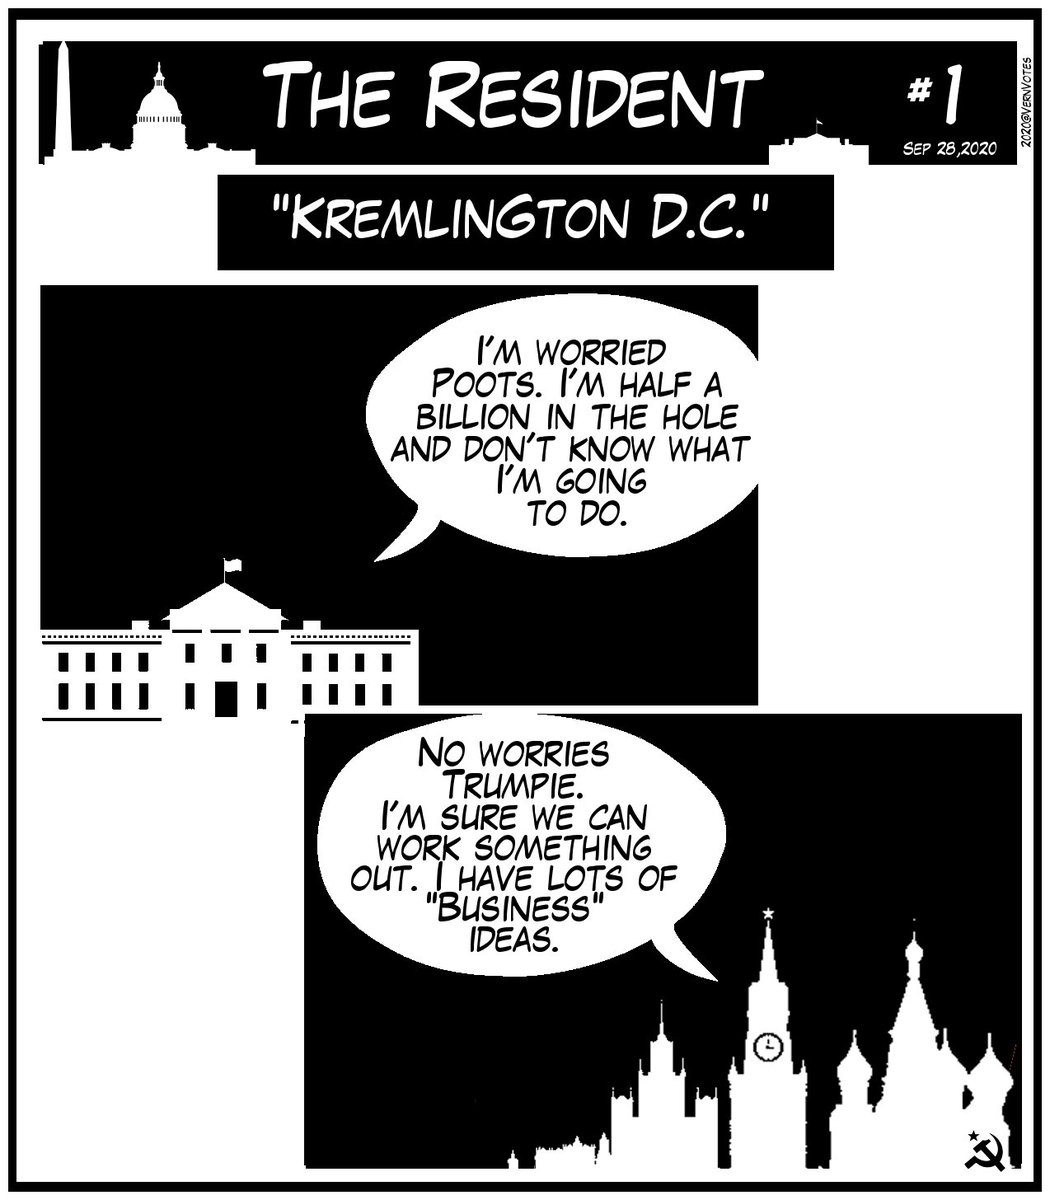 The Resident
#1
Sep 28,2020
2020@VernVotes
"Kremlington D.C."
I'm worried
Poots. I'm half a
billion in the hole
and don't know what
I'm going
to do.
No worries
Trumpie.
I'm sure we can
work something
out. I have lots of
"Business"
ideas.